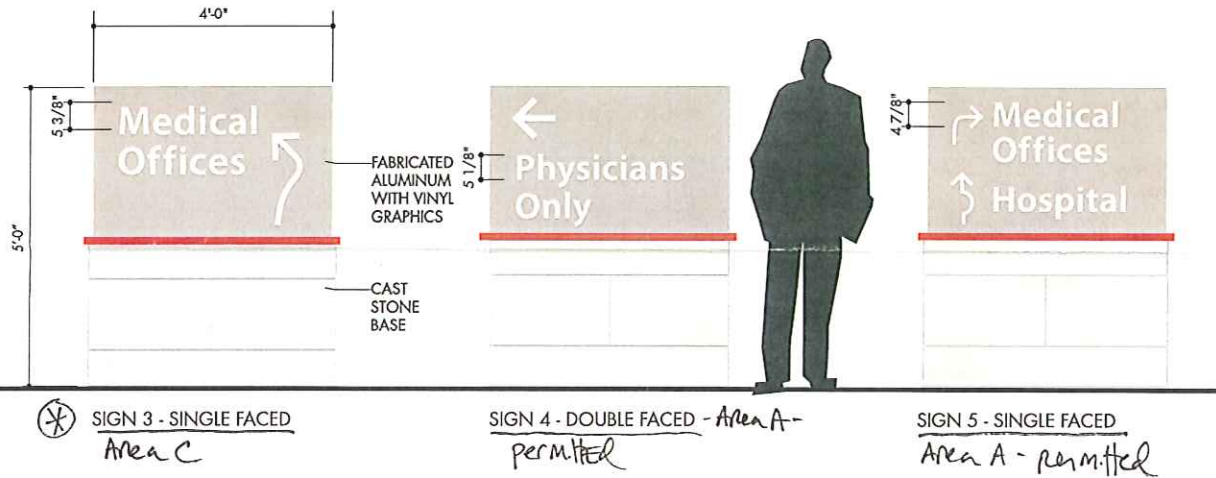 4'-0"
5'-0"
5 3/8"
Medical
Offices
FABRICATED
ALUMINUM
WITH VINYL
GRAPHICS
CAST
STONE
BASE
5 1/8"
Physicians
Only
4 7/8"
Medical
Offices
Hospital
SIGN 3 - SINGLE FACED
Area C
SIGN 4 - DOUBLE FACED - Area A -
permitted
SIGN 5 - SINGLE FACED
Area A - permitted